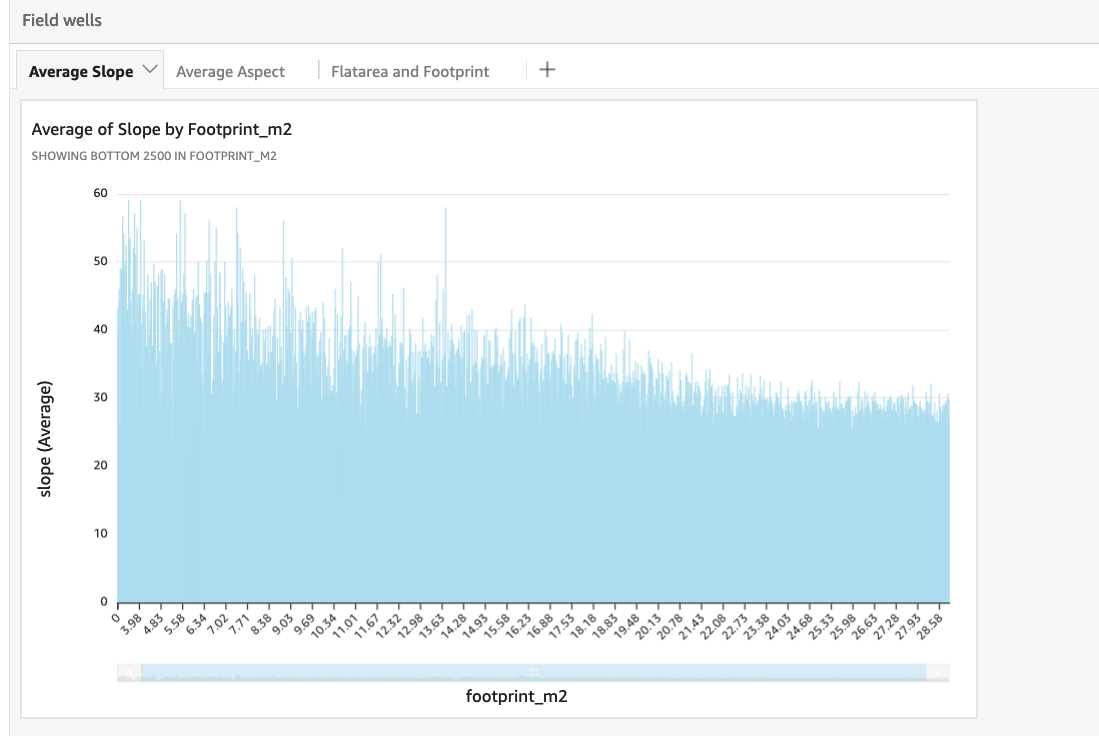 Field wells
Average Slope
Average Aspect
Flatarea and Footprint
Average of Slope by Footprint_m2
SHOWING BOTTOM 2500 IN FOOTPRINT_M2
60
50
40
30
20
10
0
slope (Average)
0 3.98 4.83 5.58 6.34 7.02 7.71 8.38 9.03 9.69 10.34 11.01 11.67 12.32 12.98 13.63 14.28 14.93 15.58 16.23 16.88 17.53 18.18 18.83 19.48 20.13 20.78 21.43 22.08 22.73 23.38 24.03 24.68 25.33 25.98 26.63 27.28 27.93 28.58
footprint_m2